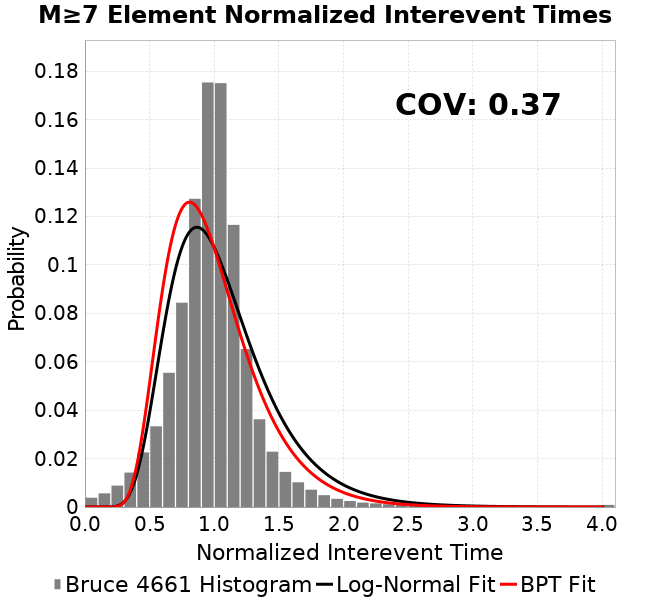 M≥7 Element Normalized Interevent Times
COV: 0.37
Probability
0.18
0.16
0.14
0.12
0.1
0.08
0.06
0.04
0.02
0
0.0 0.5 1.0 1.5 2.0 2.5 3.0 3.5 4.0
Normalized Interevent Time
Bruce 4661 Histogram Log-Normal Fit BPT Fit